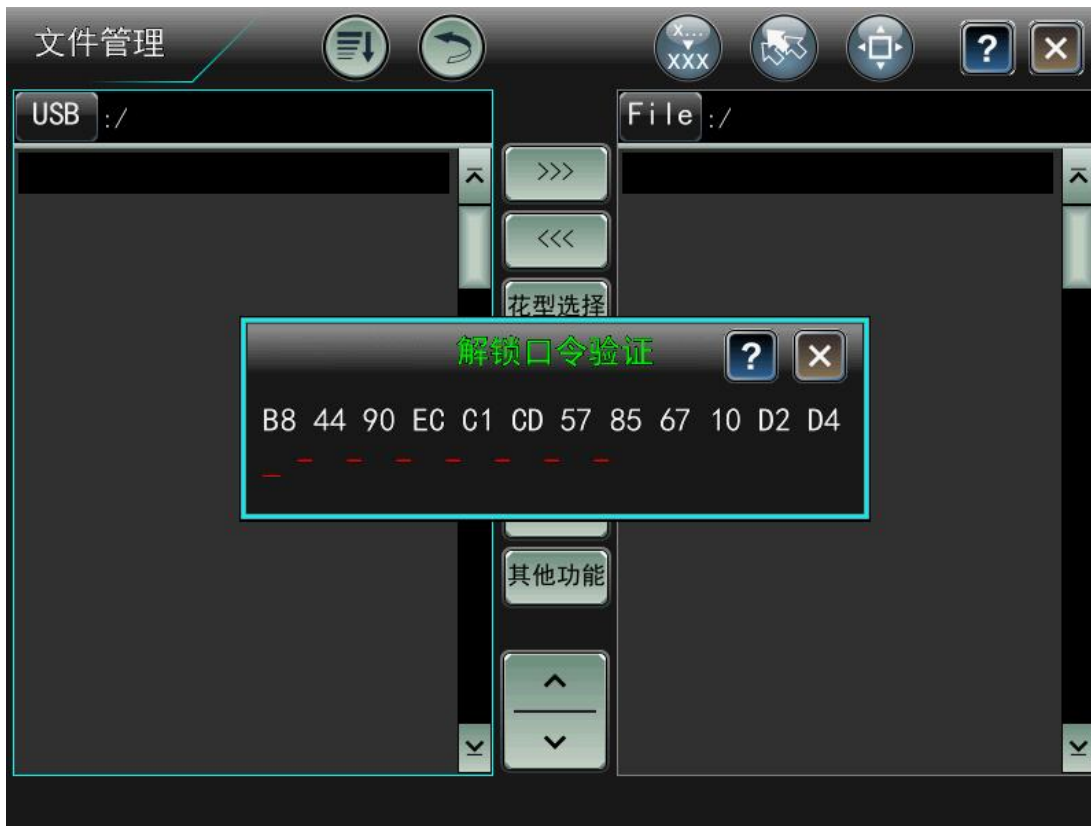 文件管理
X...
XXX
?
USB :/
File :/
>>>
<<<
花型选择
解锁口令验证
?
B8 44 90 EC C1 CD 57 85 67 10 D2 D4
_ _ _ _ _ _ _ _
其他功能